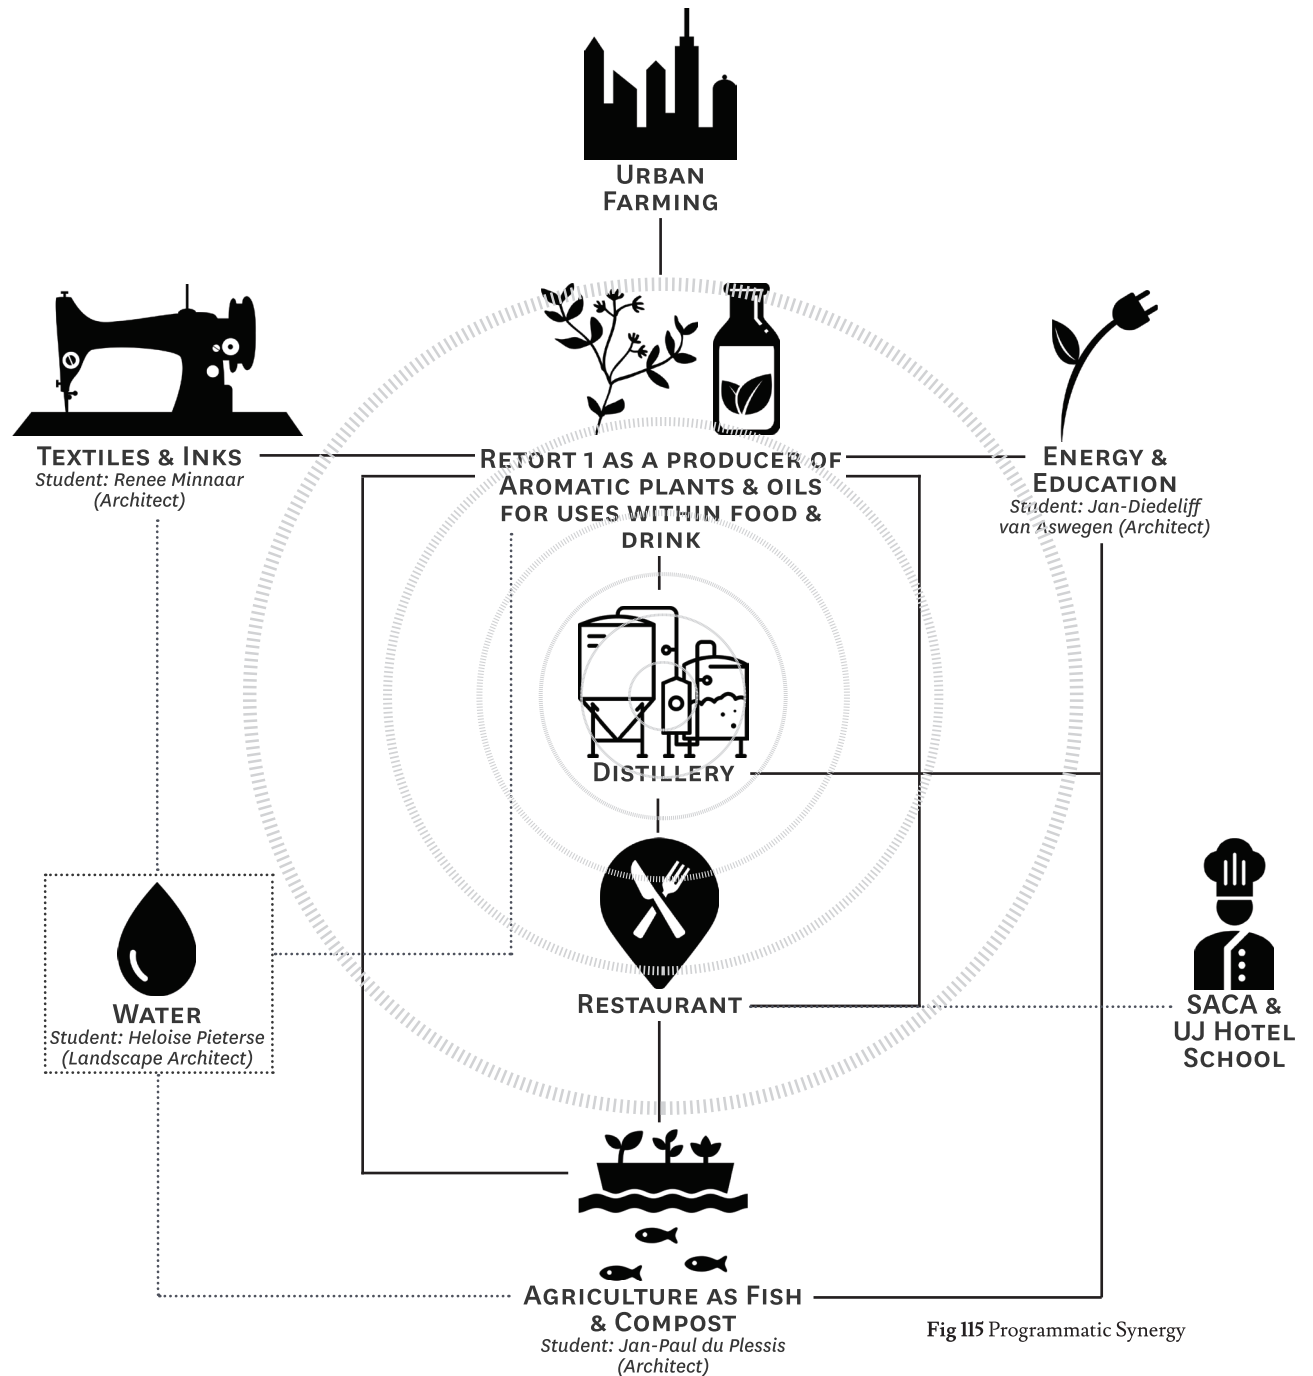 URBAN
FARMING
TEXTILES & INKS
Student: Renee Minnaar
(Architect)
RETORT 1 AS A PRODUCER OF
AROMATIC PLANTS & OILS
FOR USES WITHIN FOOD &
DRINK
ENERGY &
EDUCATION
Student: Jan-Diedeliff
van Aswegen (Architect)
DISTILLERY
WATER
Student: Heloise Pieterse
(Landscape Architect)
RESTAURANT
SACA &
UJ HOTEL
SCHOOL
AGRICULTURE AS FISH
& COMPOST
Student: Jan-Paul du Plessis
(Architect)
Fig 115 Programmatic Synergy